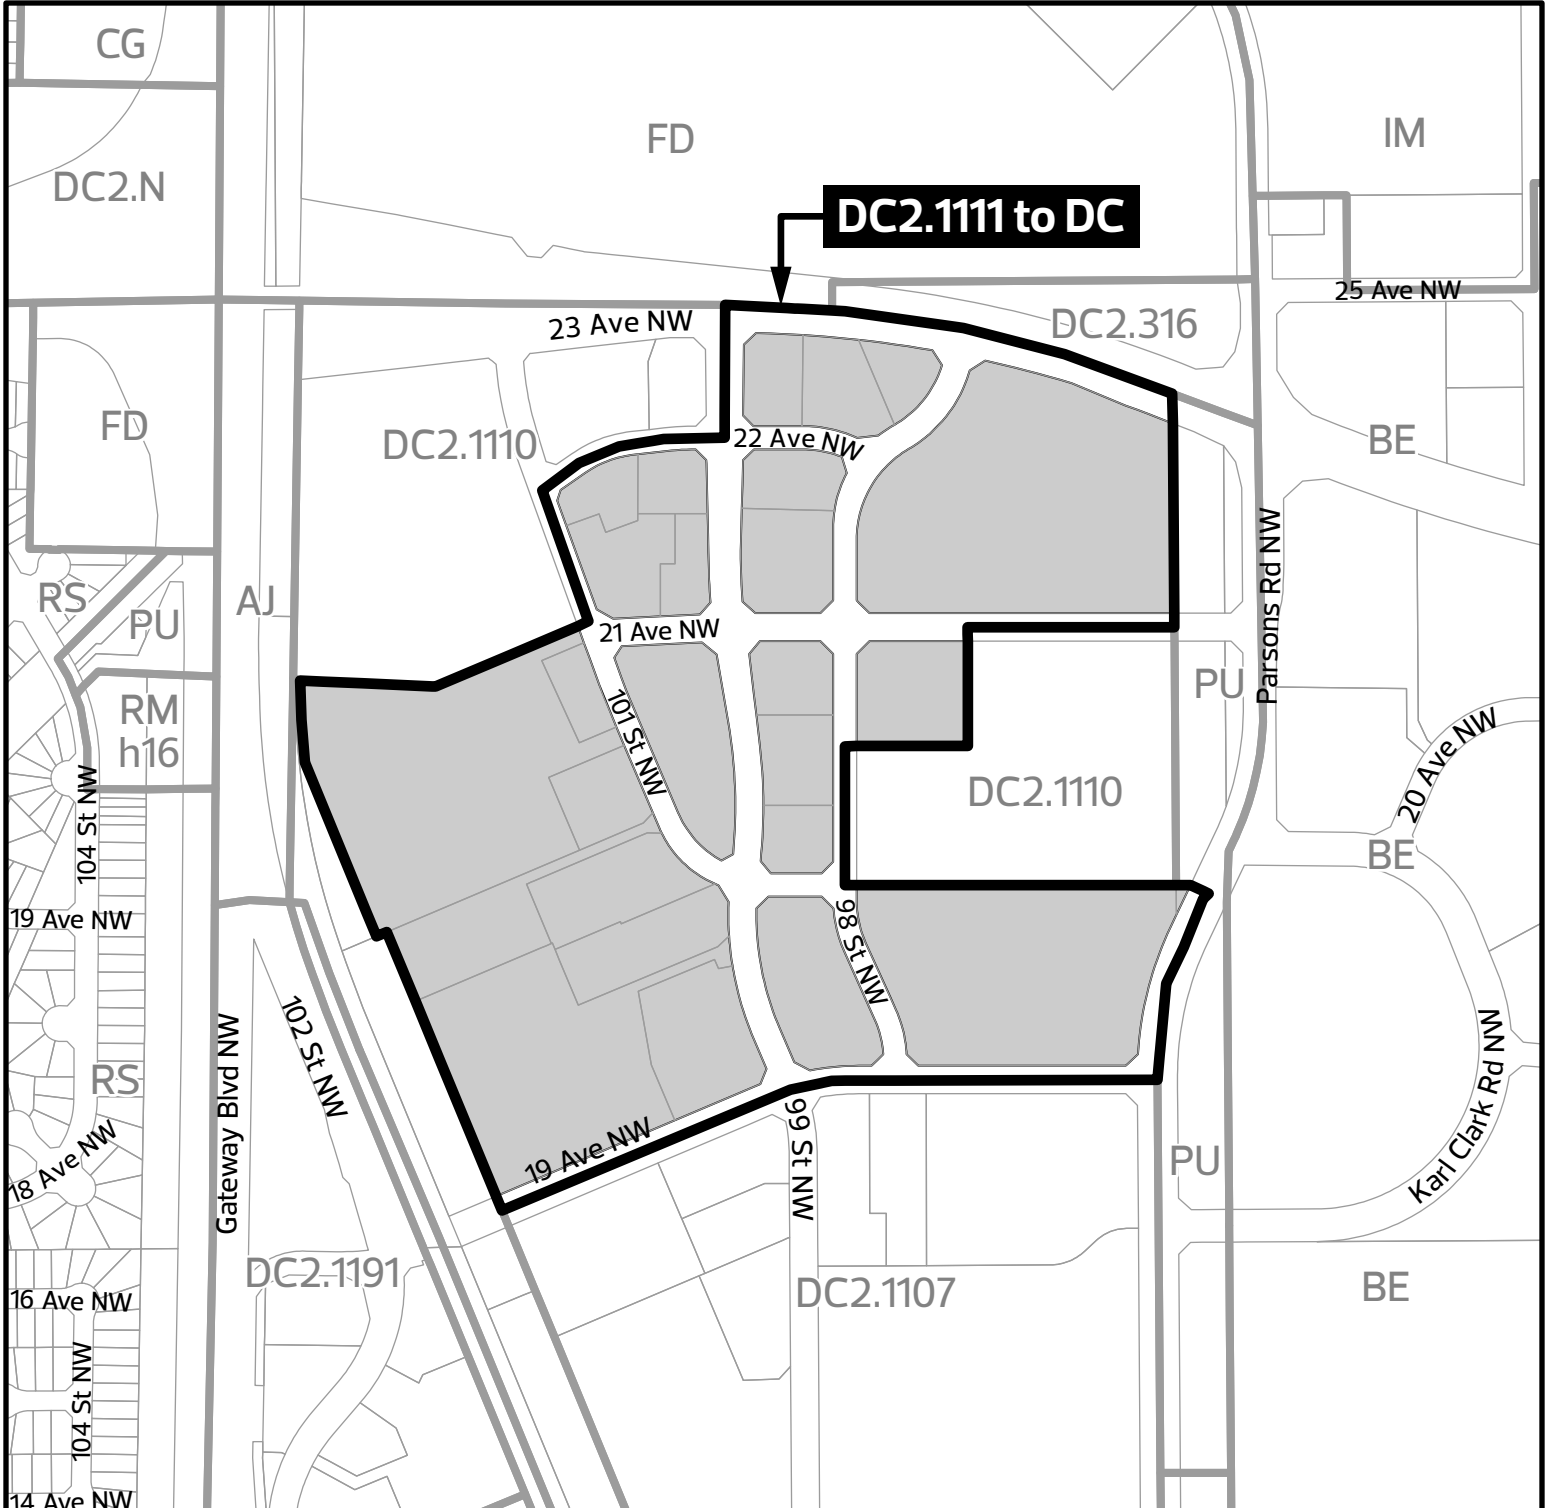 CG
FD
IM
DC2.N
DC2.1111 to DC
25 Ave NW
23 Ave NW
DC2.316
FD
DC2.1110
22 Ave NW
BE
RS
PU
AJ
21 Ave NW
Parsons Rd NW
PU
RM
h16
101 St NW
DC2.1110
20 Ave NW
104 St NW
BE
19 Ave NW
98 St NW
102 St NW
Gateway Blvd NW
RS
Karl Clark Rd NW
18 Ave NW
19 Ave NW
99 St NW
PU
DC2.1191
DC2.1107
BE
16 Ave NW
104 St NW
14 Ave NW